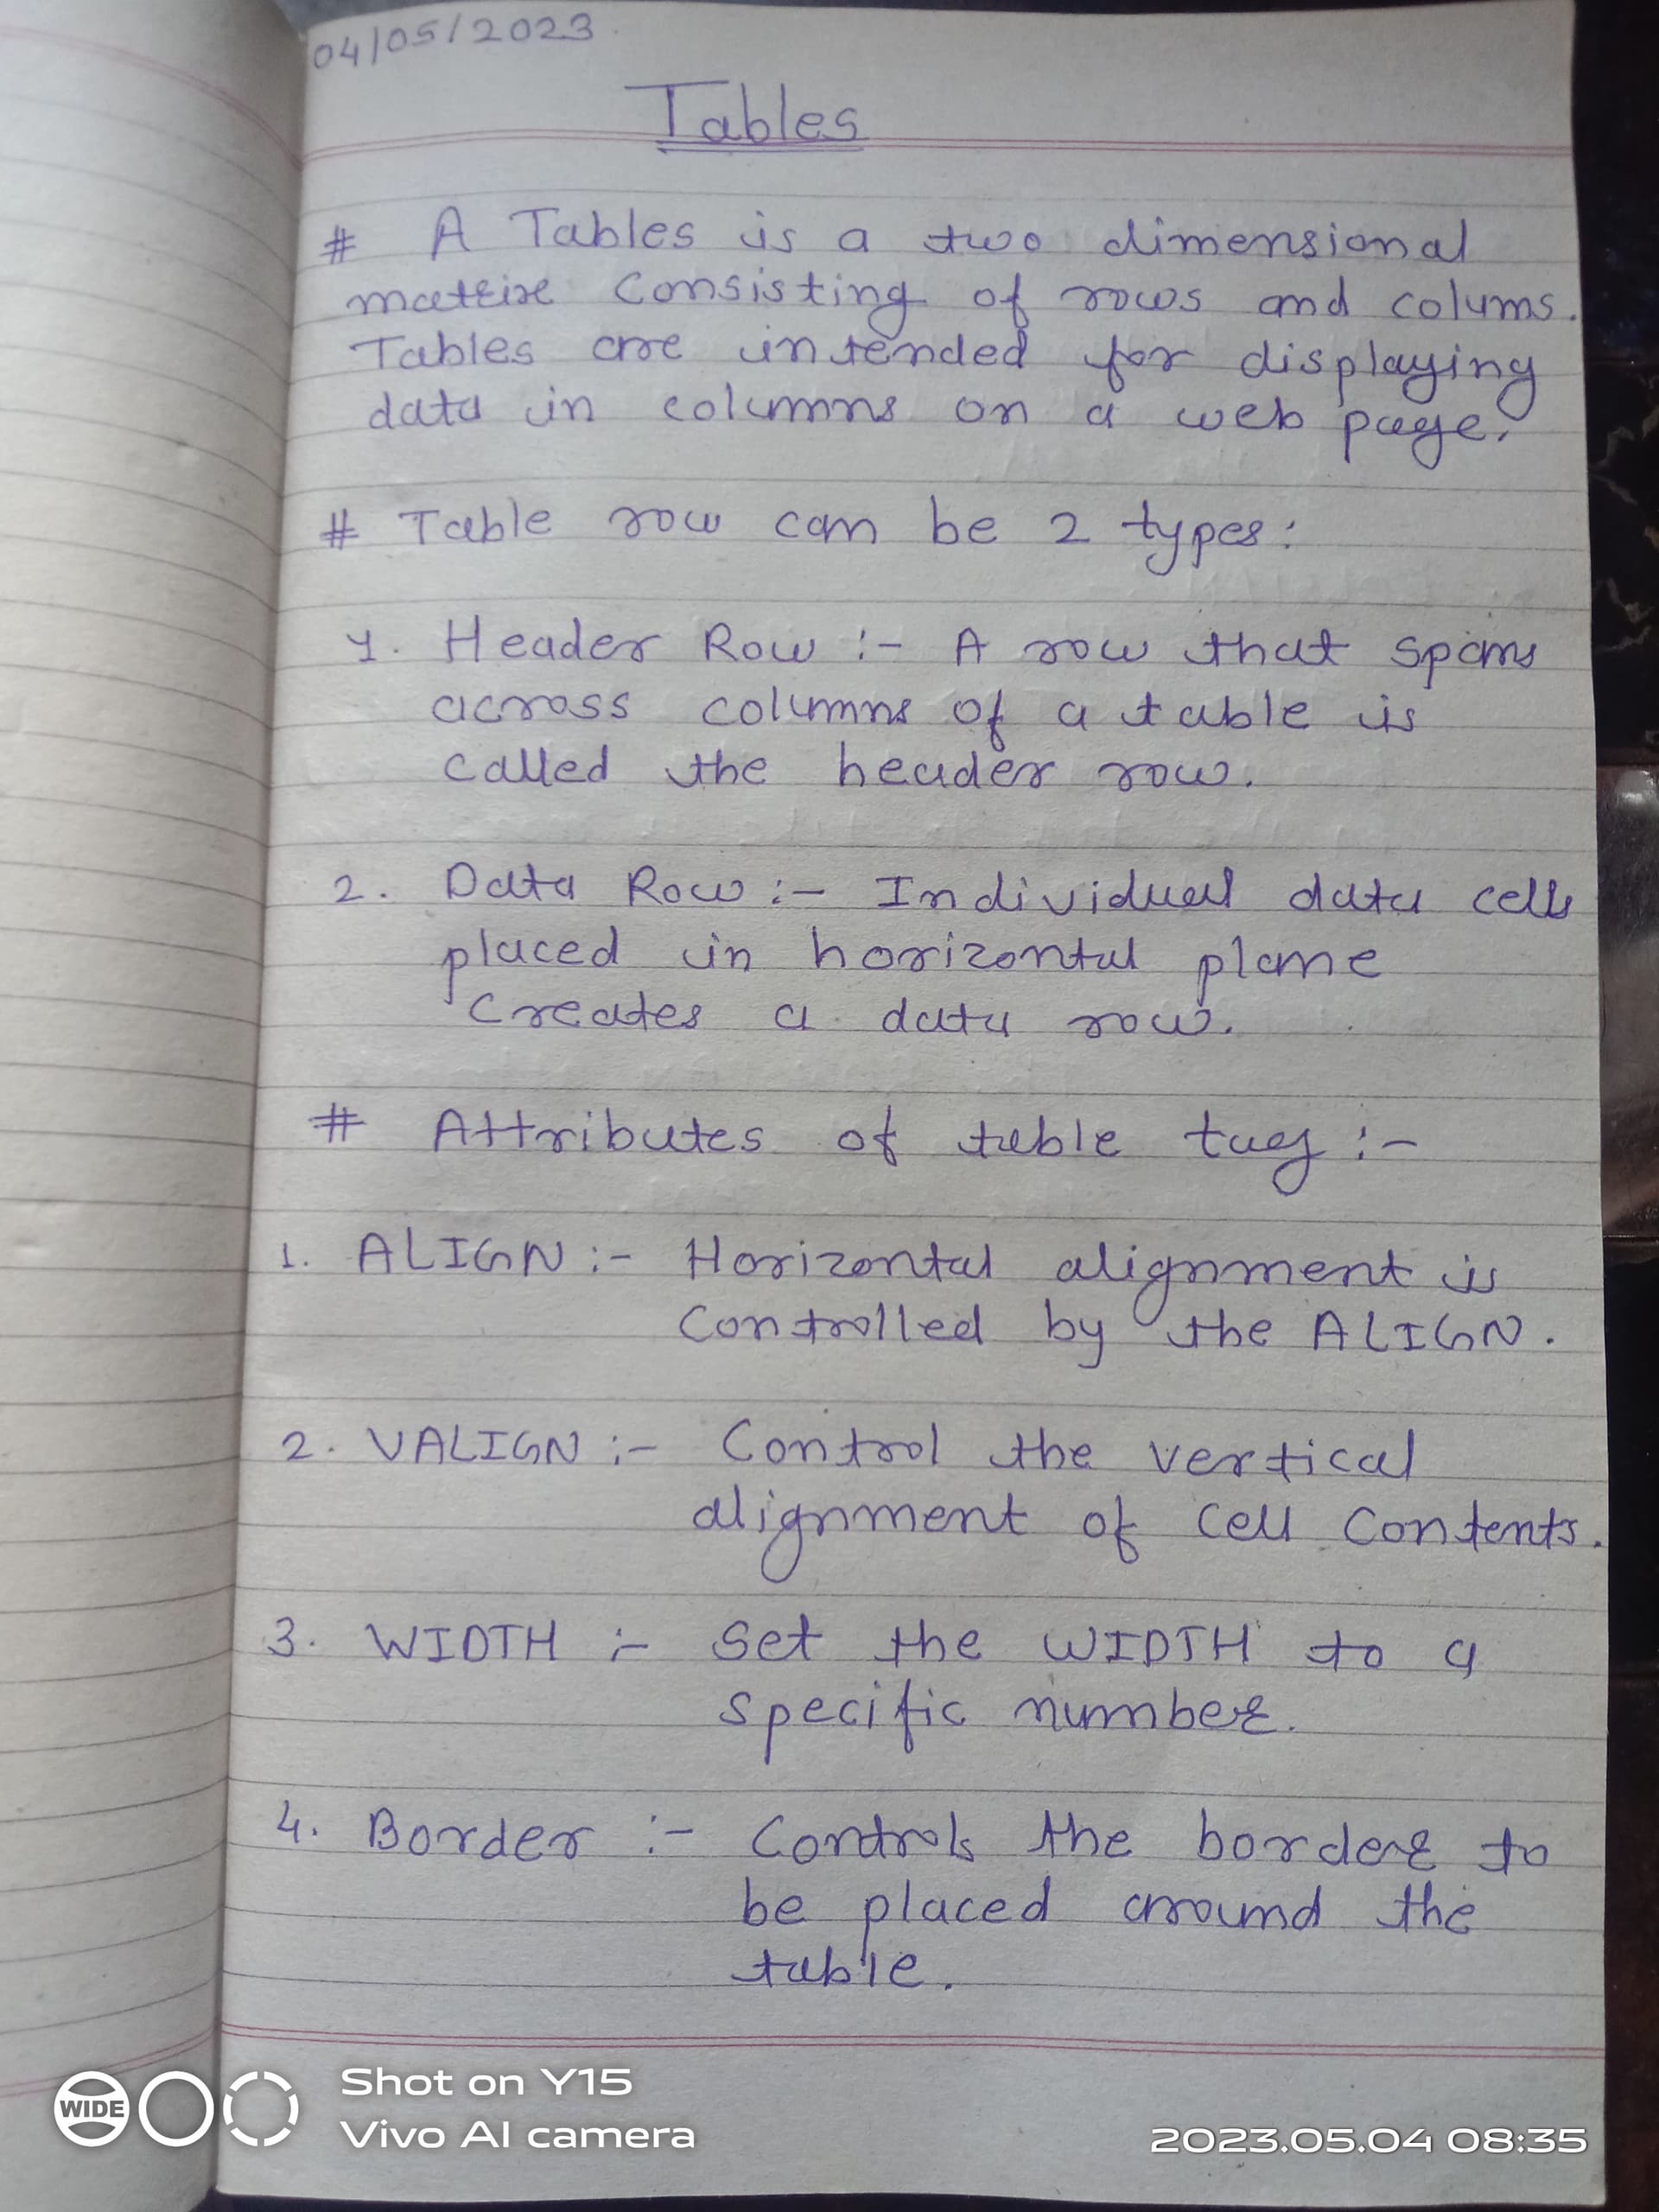 04/05/2023
Tables
# A Tables is a two dimensional
matrix Consisting of rows and colums.
Tables are intended for displaying
data in columns on a web page.
# Table row can be 2 types:
1. Header Row :- A row that spans
across columns of a table is
called the header row.
2. Data Row :- Individual data cells
placed in horizontal plane
Creates a data row.
# Attributes of table tag :-
1. ALIGN :- Horizontal alignment is
Controlled by the ALIGN.
2. VALIGN :- Control the vertical
alignment of Cell Contents.
3. WIDTH :- Set the WIDTH to a
specific number.
4. Border :- Controls the border to
be placed around the
table.
WIDE
Shot on Y15
Vivo AI camera
2023.05.04 08:35